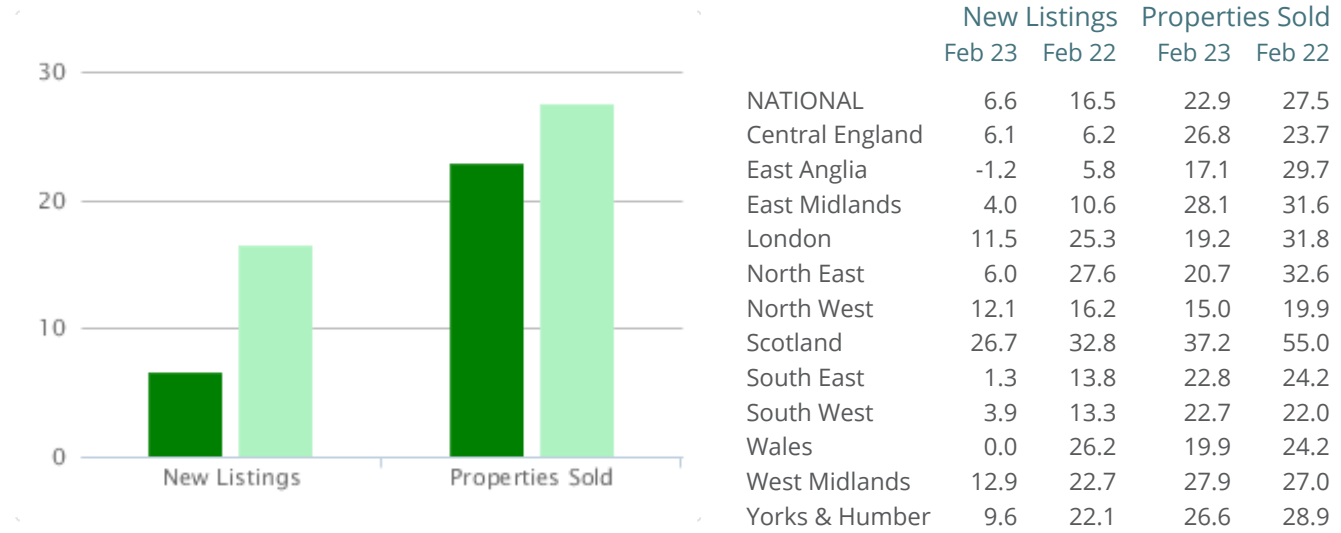 30
20
10
0
New Listings Properties Sold
New Listings Properties Sold
Feb 23 Feb 22 Feb 23 Feb 22
NATIONAL 6.6 16.5 22.9 27.5
Central England 6.1 6.2 26.8 23.7
East Anglia -1.2 5.8 17.1 29.7
East Midlands 4.0 10.6 28.1 31.6
London 11.5 25.3 19.2 31.8
North East 6.0 27.6 20.7 32.6
North West 12.1 16.2 15.0 19.9
Scotland 26.7 32.8 37.2 55.0
South East 1.3 13.8 22.8 24.2
South West 3.9 13.3 22.7 22.0
Wales 0.0 26.2 19.9 24.2
West Midlands 12.9 22.7 27.9 27.0
Yorks & Humber 9.6 22.1 26.6 28.9